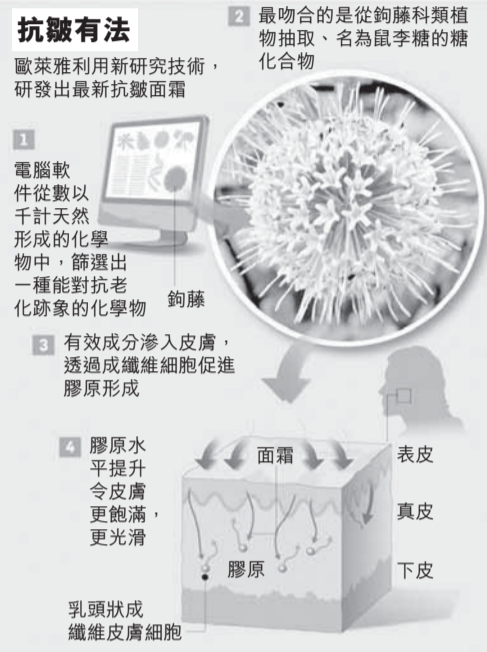 抗皺有法
歐萊雅利用新研究技術，
研發出最新抗皺面霜
1
電腦軟
件從數以
千計天然
形成的化學
物中，篩選出
一種能對抗老
化跡象的化學物
鉤藤
2 最吻合的是從鉤藤科類植
物抽取、名為鼠李糖的糖
化合物
3 有效成分滲入皮膚，
透過成纖維細胞促進
膠原形成
4 膠原水
平提升
令皮膚
更飽滿，
更光滑
面霜
膠原
表皮
真皮
下皮
乳頭狀成
纖維皮膚細胞